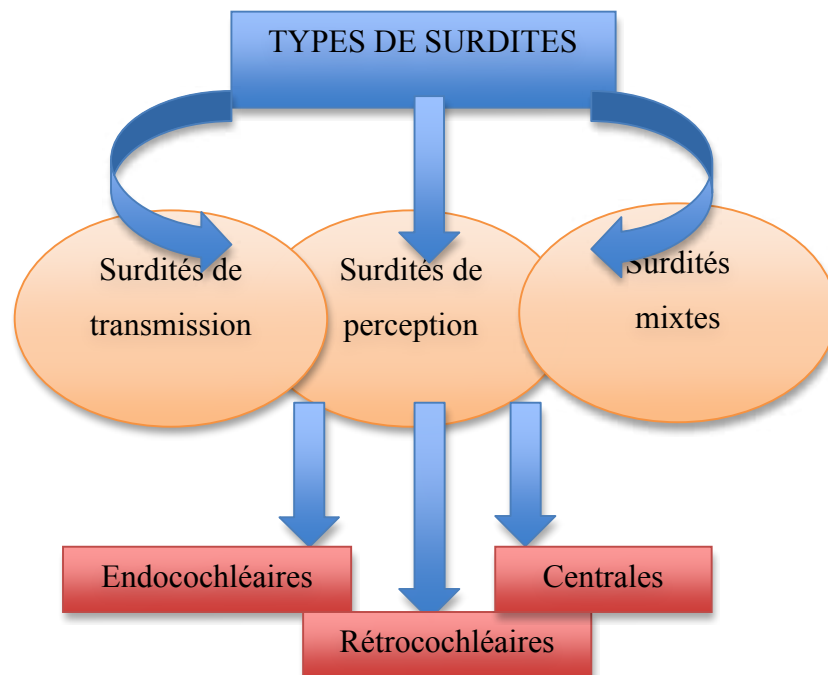 TYPES DE SURDITES
Surdités de
transmission
Surdités de
perception
Surdités
mixtes
Endocochléaires
Centrales
Rétrocochléaires